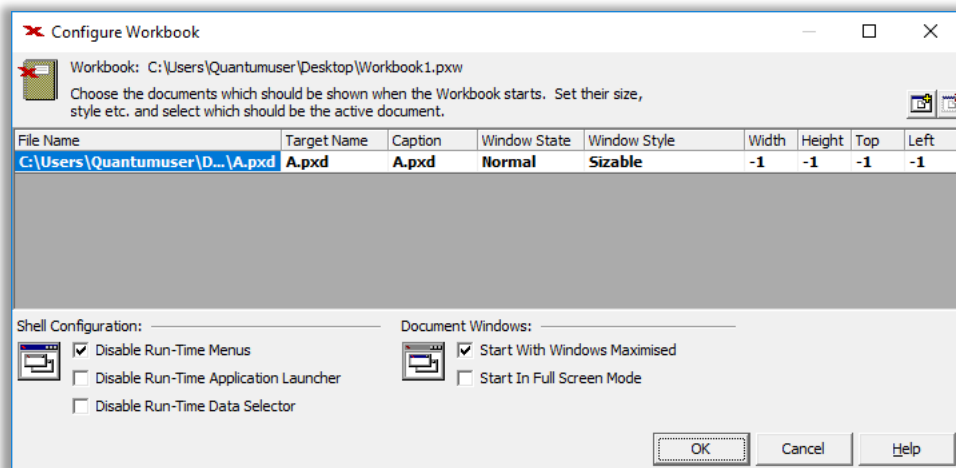 Configure Workbook
Workbook: C:\Users\Quantumuser\Desktop\Workbook1.pxw
Choose the documents which should be shown when the Workbook starts. Set their size,
style etc. and select which should be the active document.
File Name Target Name Caption Window State Window Style Width Height Top Left
C:\Users\Quantumuser\D...\A.pxd A.pxd A.pxd Normal Sizable -1 -1 -1 -1
Shell Configuration: Document Windows:
Disable Run-Time Menus Start With Windows Maximised
Disable Run-Time Application Launcher Start In Full Screen Mode
Disable Run-Time Data Selector
OK Cancel Help